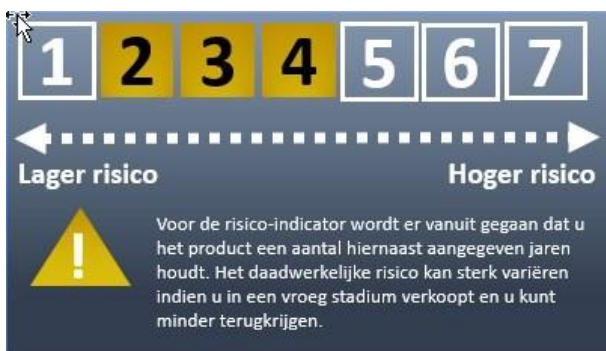 1 2 3 4 5 6 7
Lager risico Hoger risico
!
Voor de risico-indicator wordt er vanuit gegaan dat u
het product een aantal hiernaast aangegeven jaren
houdt. Het daadwerkelijke risico kan sterk variëren
indien u in een vroeg stadium verkoopt en u kunt
minder terugkrijgen.